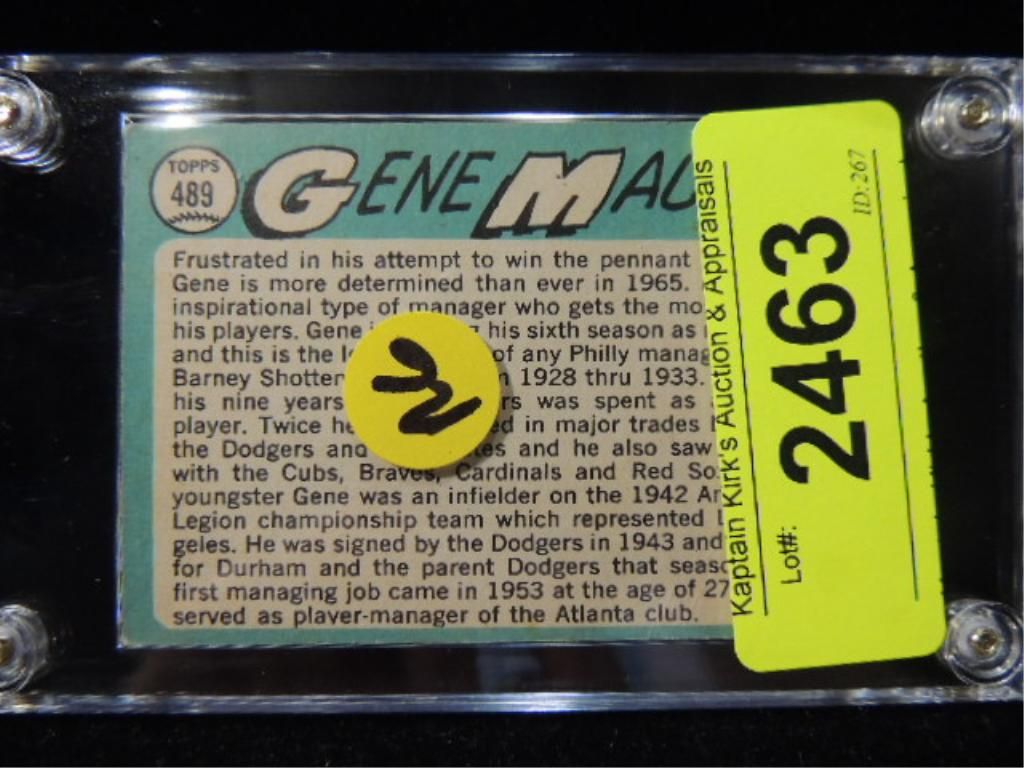 TOPPS
489
GENE MAU
Frustrated in his attempt to win the pennant
Gene is more determined than ever in 1965.
inspirational type of manager who gets the mo
his players. Gene his sixth season as
and this is the of any Philly manag
Barney Shotten 1928 thru 1933.
his nine years was spent as
player. Twice he in major trades
the Dodgers and and he also saw
with the Cubs, Braves, Cardinals and Red So
youngster Gene was an infielder on the 1942 Am
Legion championship team which represented L
geles. He was signed by the Dodgers in 1943 and
for Durham and the parent Dodgers that seas
first managing job came in 1953 at the age of 27
served as player-manager of the Atlanta club.
Kaptain Kirk's Auction & Appraisals
Lot#: 2463
ID:267